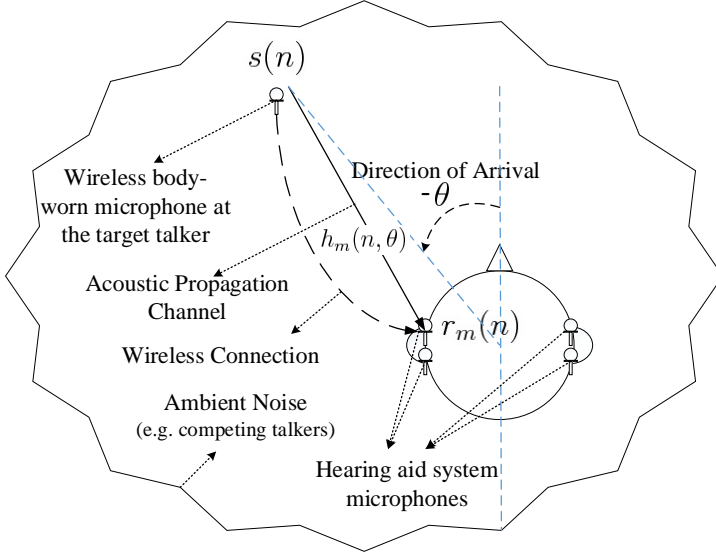 s(n)
Direction of Arrival
-θ
Wireless body-
worn microphone at
the target talker
h_m(n, θ)
Acoustic Propagation
Channel
r_m(n)
Wireless Connection
Ambient Noise
(e.g. competing talkers)
Hearing aid system
microphones